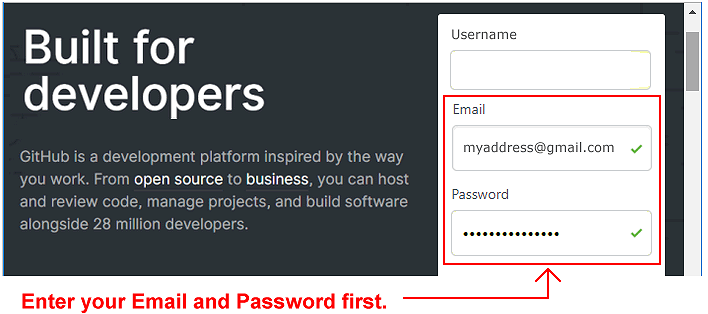 Built for
developers
GitHub is a development platform inspired by the way
you work. From open source to business, you can host
and review code, manage projects, and build software
alongside 28 million developers.
Username
Email
myaddress@gmail.com
Password
•••••••••••••••
Enter your Email and Password first.